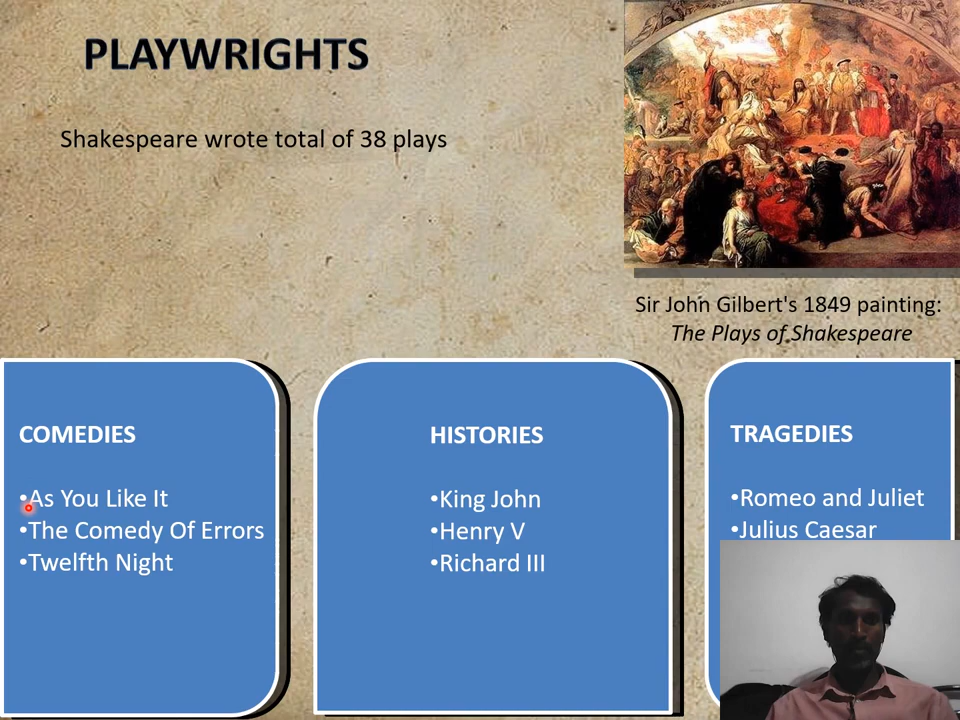 PLAYWRIGHTS
Shakespeare wrote total of 38 plays
Sir John Gilbert's 1849 painting:
The Plays of Shakespeare
COMEDIES
•As You Like It
•The Comedy Of Errors
•Twelfth Night
HISTORIES
•King John
•Henry V
•Richard III
TRAGEDIES
•Romeo and Juliet
•Julius Caesar